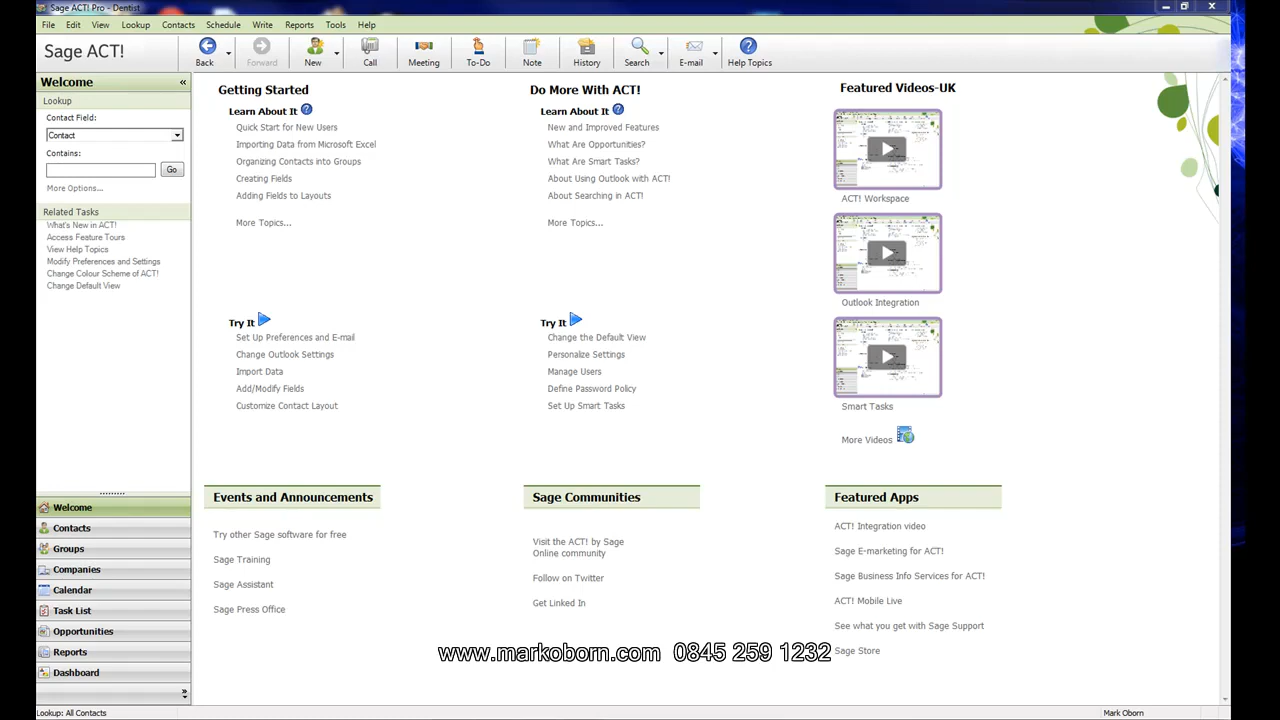 Sage ACT! Pro - Dentist
File Edit View Lookup Contacts Schedule Write Reports Tools Help
Sage ACT!
Back Forward New Call Meeting To-Do Note History Search E-mail Help Topics
Welcome «
Lookup
Contact Field:
Contact
Contains:
Go
More Options...
Related Tasks
What's New in ACT!
Access Feature Tours
View Help Topics
Modify Preferences and Settings
Change Colour Scheme of ACT!
Change Default View
Welcome
Contacts
Groups
Companies
Calendar
Task List
Opportunities
Reports
Dashboard
Getting Started
Learn About It
Quick Start for New Users
Importing Data from Microsoft Excel
Organizing Contacts into Groups
Creating Fields
Adding Fields to Layouts
More Topics...
Try It
Set Up Preferences and E-mail
Change Outlook Settings
Import Data
Add/Modify Fields
Customize Contact Layout
Do More With ACT!
Learn About It
New and Improved Features
What Are Opportunities?
What Are Smart Tasks?
About Using Outlook with ACT!
About Searching in ACT!
More Topics...
Try It
Change the Default View
Personalize Settings
Manage Users
Define Password Policy
Set Up Smart Tasks
Featured Videos-UK
ACT! Workspace
Outlook Integration
Smart Tasks
More Videos
Events and Announcements
Try other Sage software for free
Sage Training
Sage Assistant
Sage Press Office
Sage Communities
Visit the ACT! by Sage
Online community
Follow on Twitter
Get Linked In
Featured Apps
ACT! Integration video
Sage E-marketing for ACT!
Sage Business Info Services for ACT!
ACT! Mobile Live
See what you get with Sage Support
Sage Store
www.markoborn.com 0845 259 1232
Lookup: All Contacts
Mark Oborn